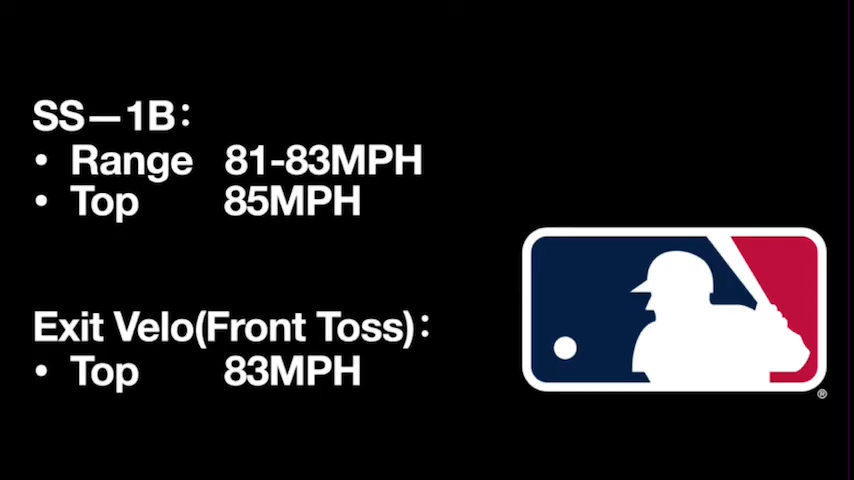 SS—1B:
• Range 81-83MPH
• Top 85MPH
Exit Velo(Front Toss):
• Top 83MPH
®